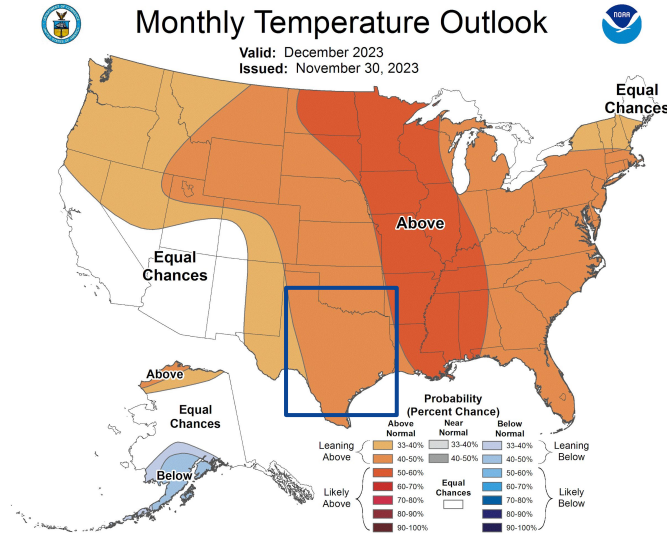 Monthly Temperature Outlook
NOAA
Valid: December 2023
Issued: November 30, 2023
Equal
Chances
Above
Equal
Chances
Above
Equal
Chances
Below
Probability
(Percent Chance)
Above
Normal
Near
Normal
Below
Normal
Leaning
Above
33-40%
40-50%
50-60%
60-70%
70-80%
80-90%
90-100%
Likely
Above
33-40%
40-50%
Equal
Chances
33-40%
40-50%
50-60%
60-70%
70-80%
80-90%
90-100%
Leaning
Below
Likely
Below